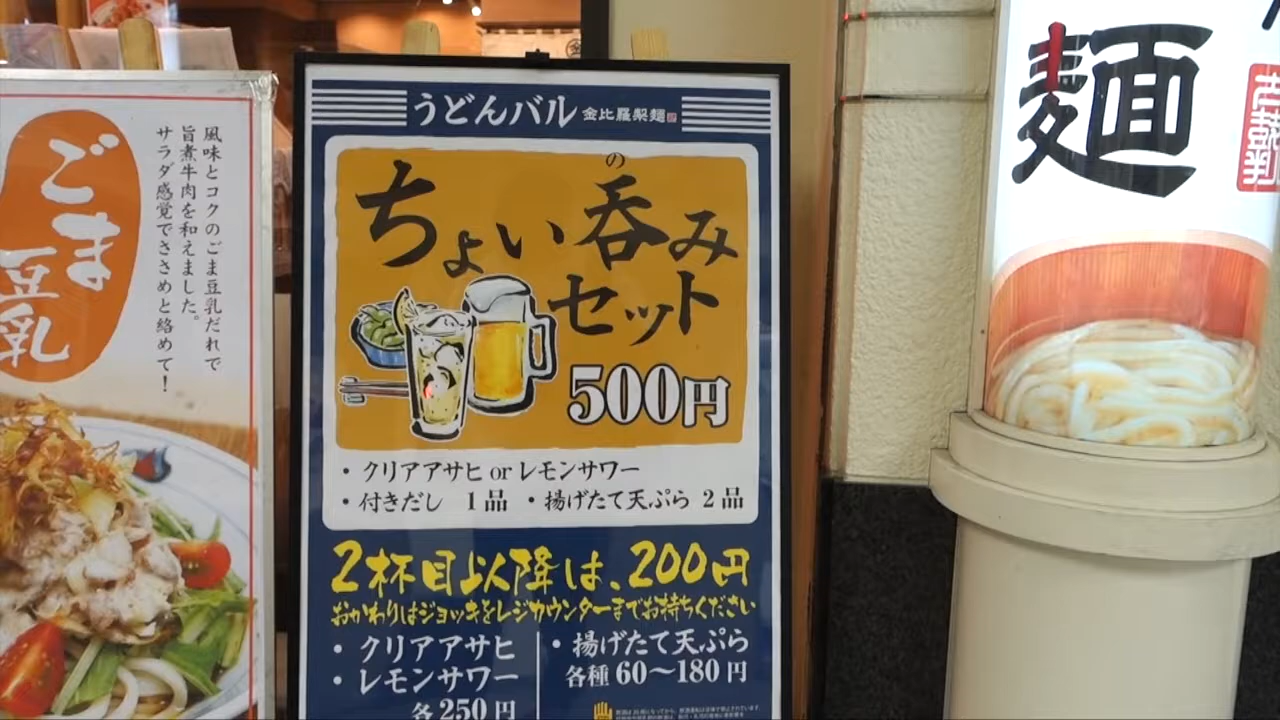 ごま
豆乳
風味とコクのごま豆乳だれで
旨煮牛肉を和えました。
サラダ感覚でささめと絡めて！
うどんバル 金比羅製麺
ちょい呑み
の
セット
500円
・クリアアサヒ or レモンサワー
・付きだし 1品 ・揚げたて天ぷら 2品
2杯目以降は、200円
おかわりはジョッキをレジカウンターまでお持ちください
・クリアアサヒ
・レモンサワー
各250円
・揚げたて天ぷら
各種60〜180円
麺